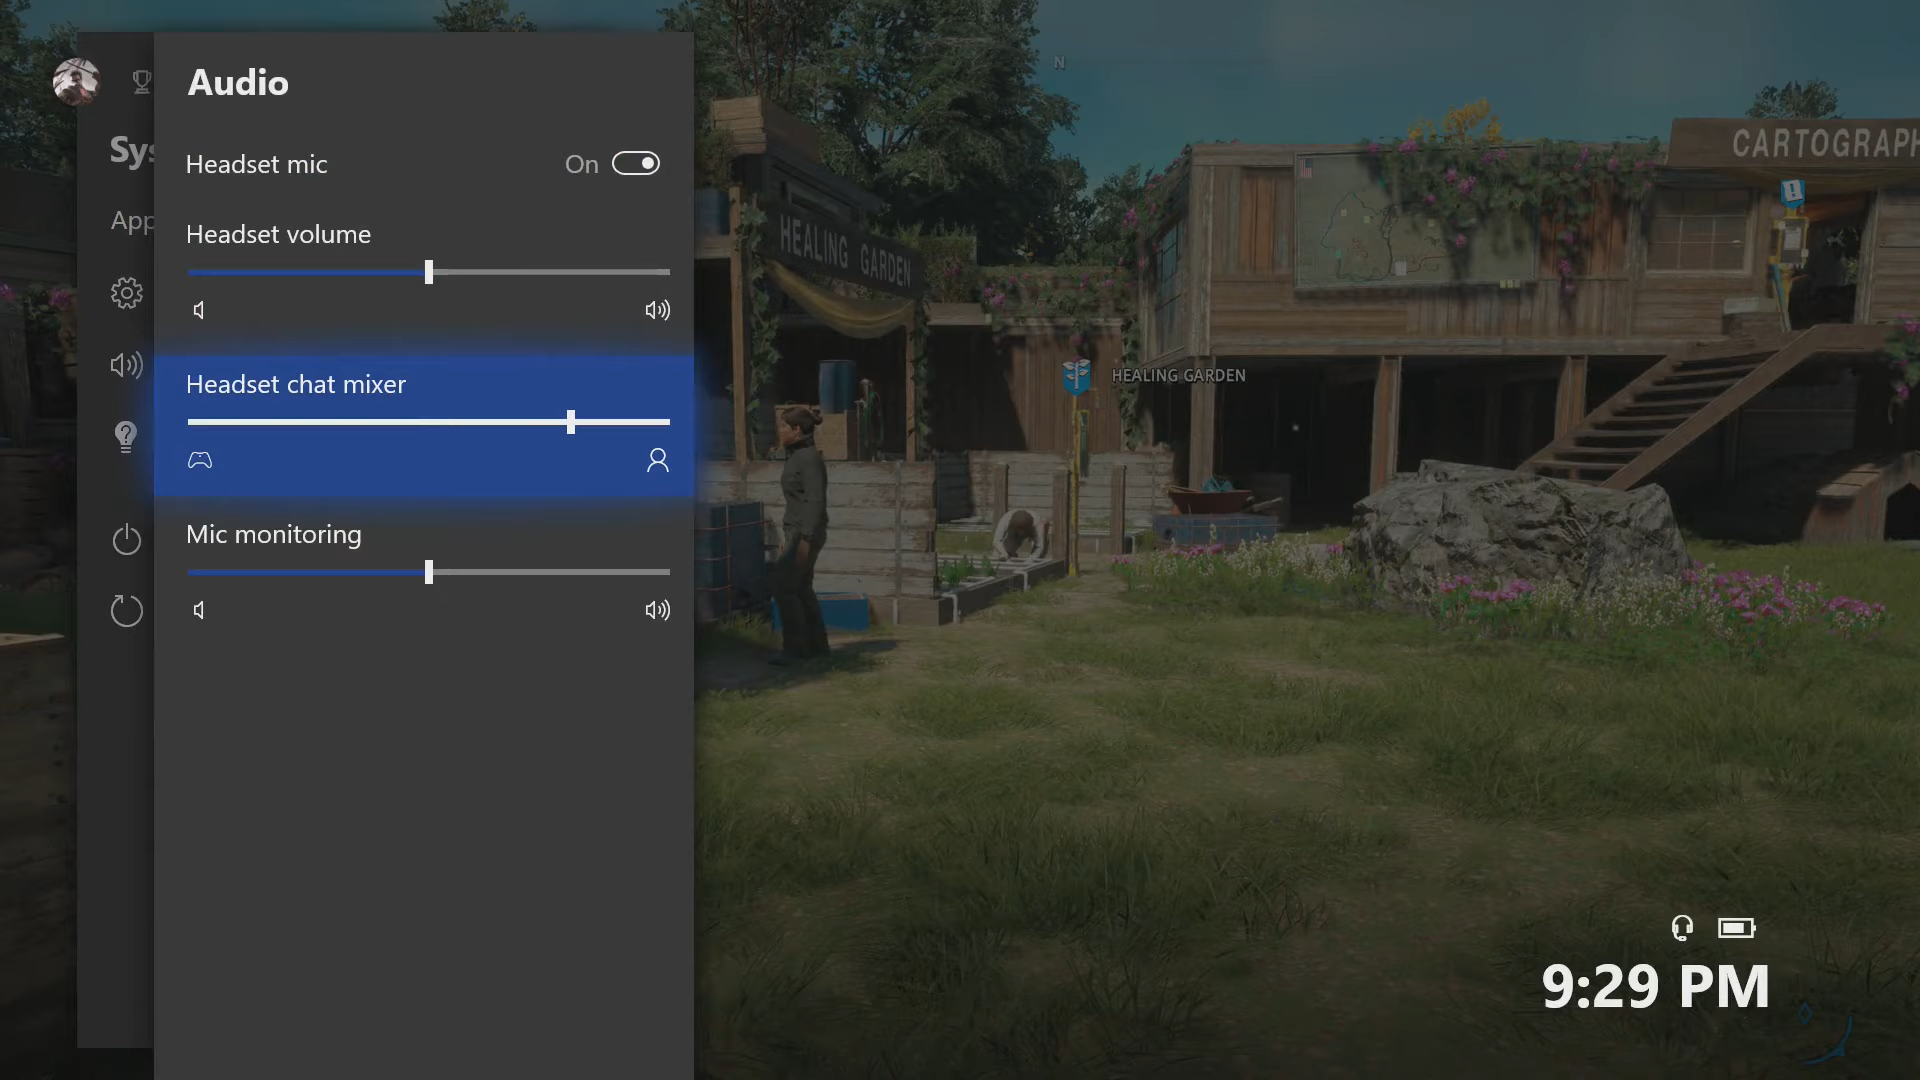 Audio
Sys
App
Headset mic
On
Headset volume
Headset chat mixer
Mic monitoring
N
CARTOGRAPH
HEALING GARDEN
HEALING GARDEN
9:29 PM